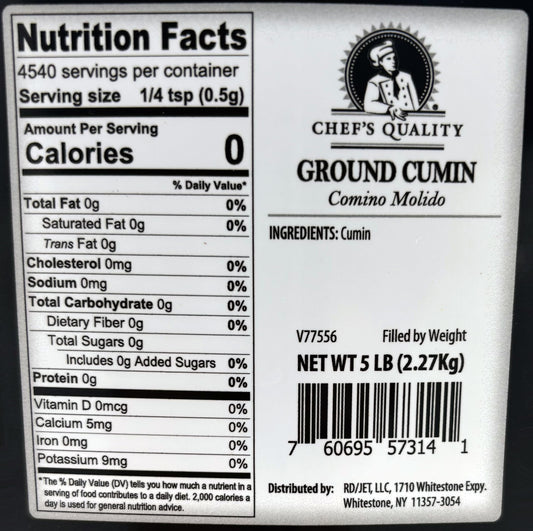 Nutrition Facts
4540 servings per container
Serving size 1/4 tsp (0.5g)
Amount Per Serving
Calories 0
% Daily Value*
Total Fat 0g 0%
Saturated Fat 0g 0%
Trans Fat 0g
Cholesterol 0mg 0%
Sodium 0mg 0%
Total Carbohydrate 0g 0%
Dietary Fiber 0g 0%
Total Sugars 0g
Includes 0g Added Sugars 0%
Protein 0g 0%
Vitamin D 0mcg 0%
Calcium 5mg 0%
Iron 0mg 0%
Potassium 9mg 0%
*The % Daily Value (DV) tells you how much a nutrient in a
serving of food contributes to a daily diet. 2,000 calories a
day is used for general nutrition advice.
CHEF'S QUALITY
GROUND CUMIN
Comino Molido
INGREDIENTS: Cumin
V77556 Filled by Weight
NET WT 5 LB (2.27Kg)
7 60695 57314 1
Distributed by: RD/JET, LLC, 1710 Whitestone Expy.
Whitestone, NY 11357-3054